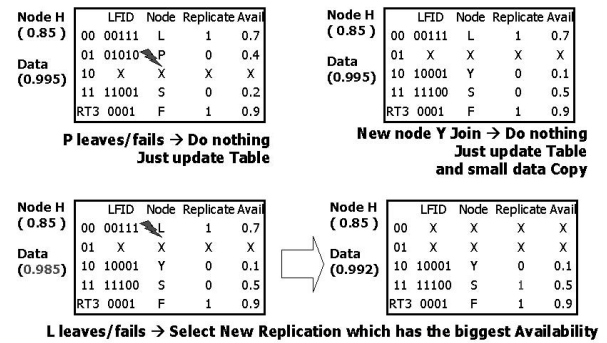 Node H
( 0.85 )
Data
(0.995)
LFID Node Replicate Avail
00 00111 L 1 0.7
01 01010 P 0 0.4
10 X X X X
11 11001 S 0 0.2
RT3 0001 F 1 0.9
P leaves/fails → Do nothing
Just update Table
Node H
( 0.85 )
Data
(0.995)
LFID Node Replicate Avail
00 00111 L 1 0.7
01 X X X X
10 10001 Y 0 0.1
11 11100 S 0 0.5
RT3 0001 F 1 0.9
New node Y Join → Do nothing
Just update Table
and small data Copy
Node H
( 0.85 )
Data
(0.985)
LFID Node Replicate Avail
00 00111 L 1 0.7
01 X X X X
10 10001 Y 0 0.1
11 11100 S 0 0.5
RT3 0001 F 1 0.9
Node H
( 0.85 )
Data
(0.992)
LFID Node Replicate Avail
00 X X X X
01 X X X X
10 10001 Y 0 0.1
11 11100 S 1 0.5
RT3 0001 F 1 0.9
L leaves/fails → Select New Replication which has the biggest Availability